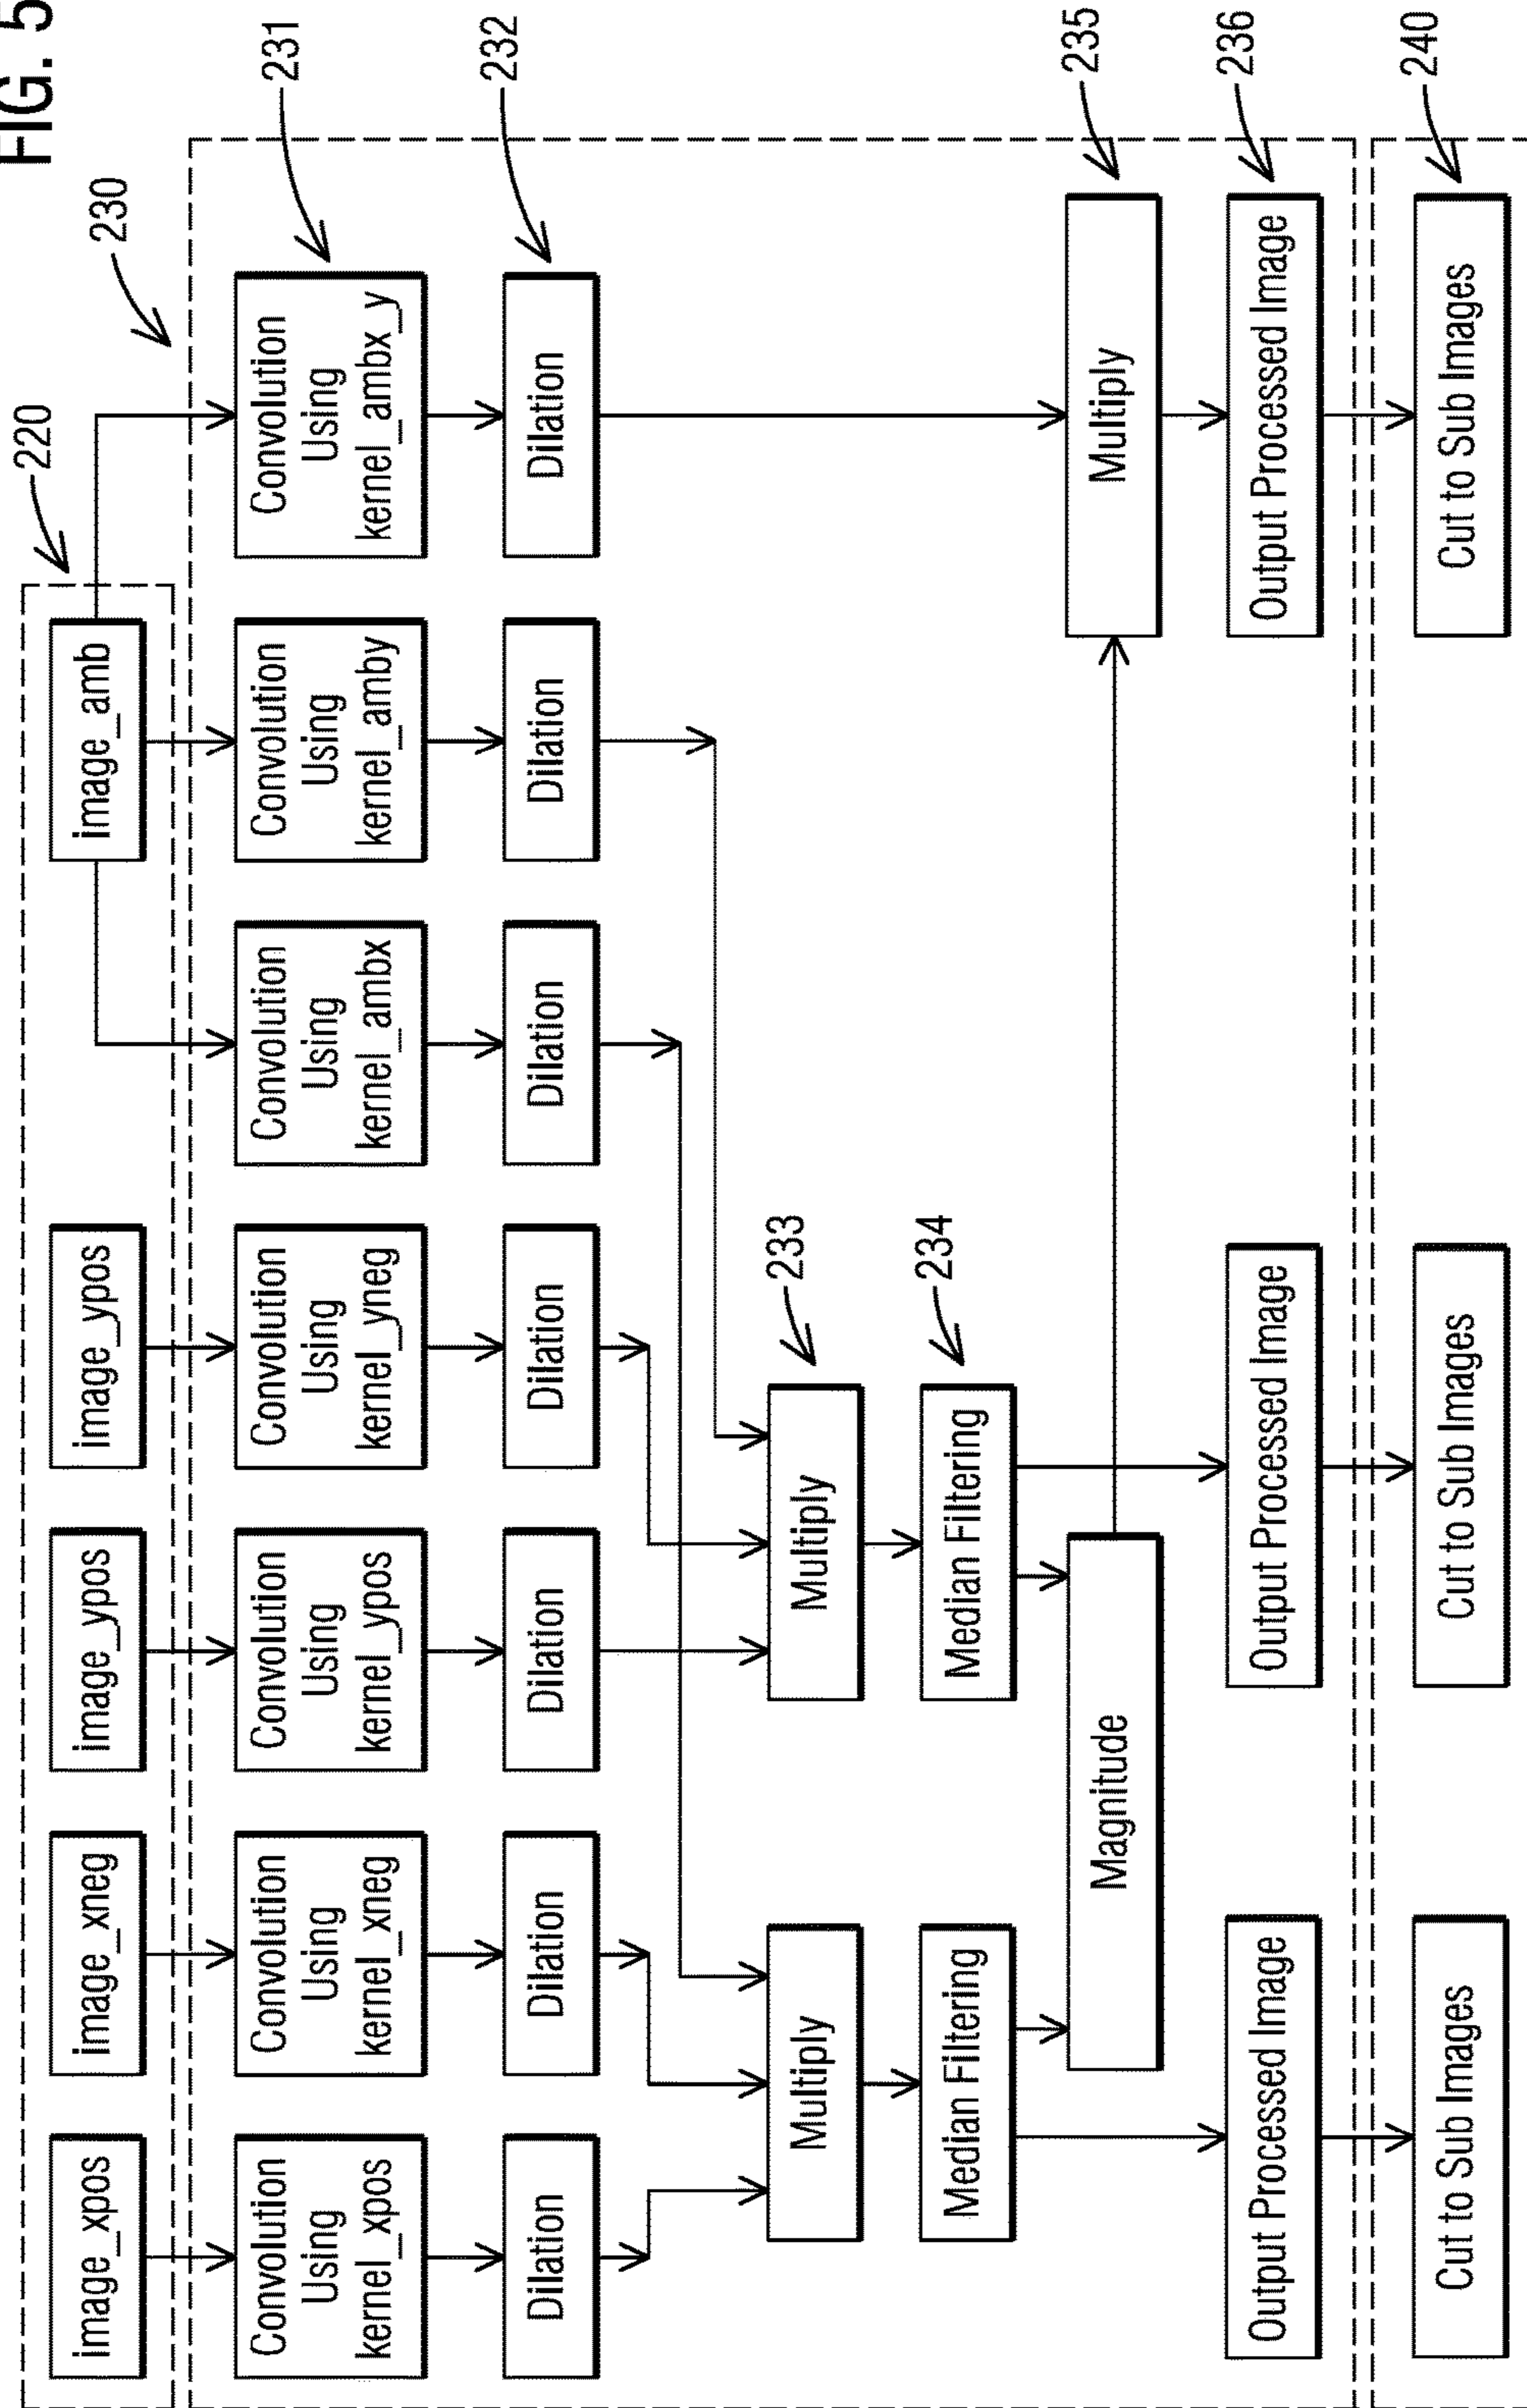 FIG. 5
220
image_xpos
image_xneg
image_ypos
image_ypos
image_amb
230
231
Convolution
Using
kernel_xpos
Convolution
Using
kernel_xneg
Convolution
Using
kernel_ypos
Convolution
Using
kernel_yneg
Convolution
Using
kernel_ambx
Convolution
Using
kernel_amby
Convolution
Using
kernel_ambx_y
232
Dilation
Dilation
Dilation
Dilation
Dilation
Dilation
Dilation
233
Multiply
Multiply
234
Median Filtering
Median Filtering
235
Magnitude
Multiply
236
Output Processed Image
Output Processed Image
Output Processed Image
240
Cut to Sub Images
Cut to Sub Images
Cut to Sub Images